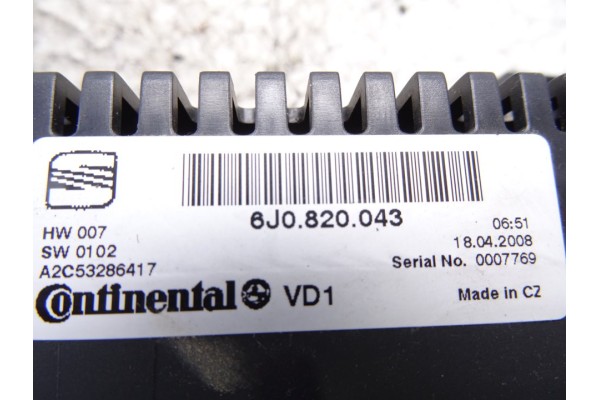 6J0.820.043
HW 007
SW 0102
A2C53286417
06:51
18.04.2008
Serial No. 0007769
Continental VD1
Made in CZ